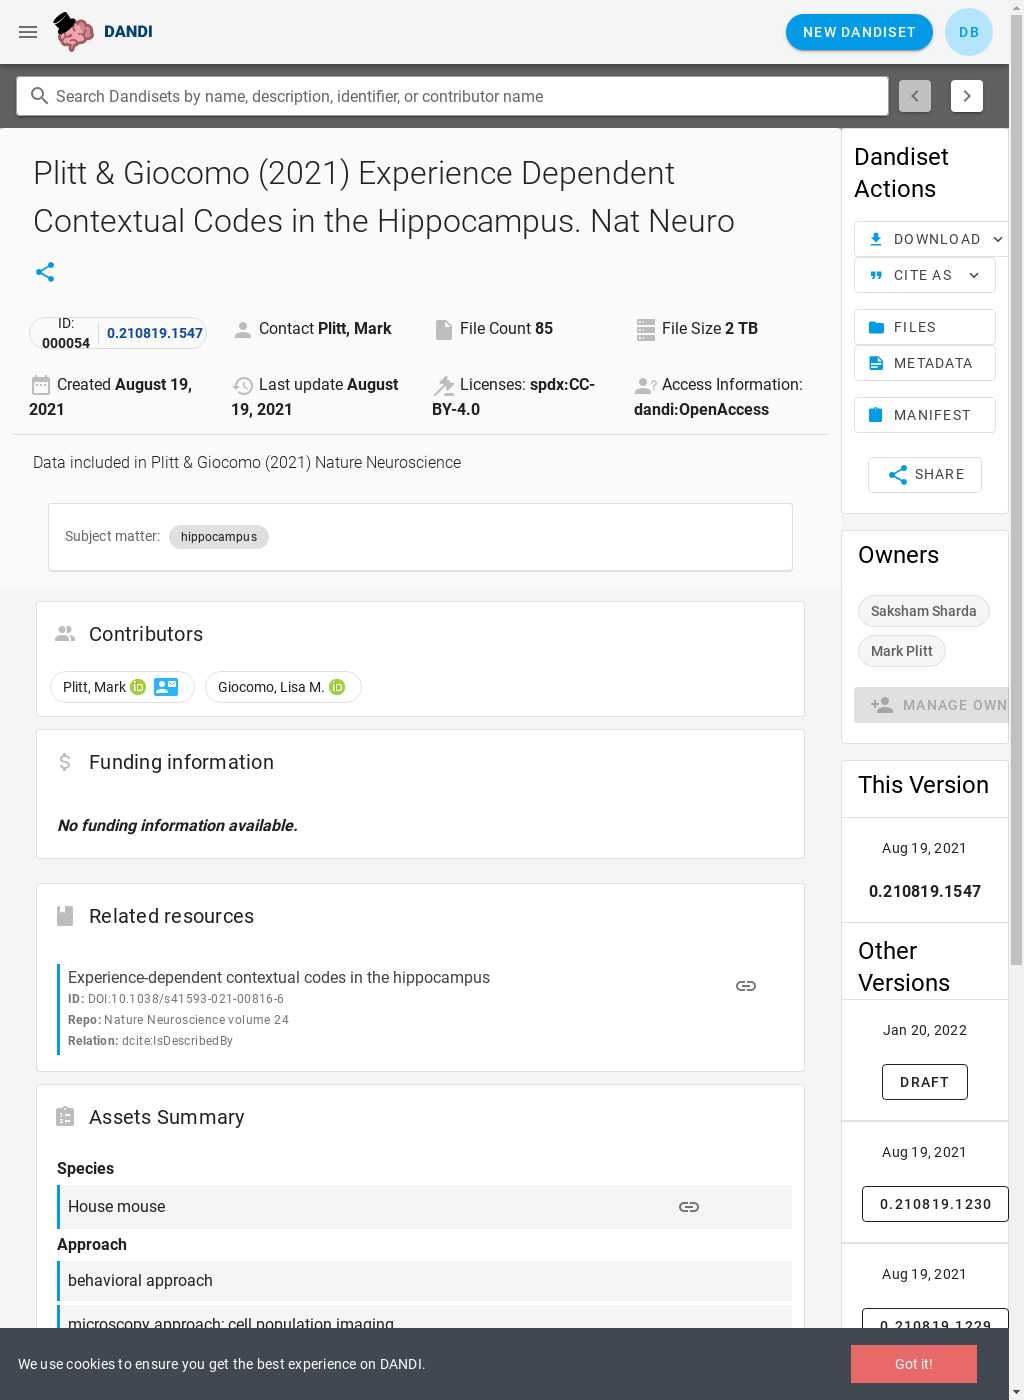 DANDI
NEW DANDISET
DB
Search Dandisets by name, description, identifier, or contributor name
Plitt & Giocomo (2021) Experience Dependent
Contextual Codes in the Hippocampus. Nat Neuro
ID:
000054
0.210819.1547
Contact Plitt, Mark
File Count 85
File Size 2 TB
Created August 19,
2021
Last update August
19, 2021
Licenses: spdx:CC-
BY-4.0
Access Information:
dandi:OpenAccess
Data included in Plitt & Giocomo (2021) Nature Neuroscience
Subject matter:
hippocampus
Contributors
Plitt, Mark
iD
Giocomo, Lisa M.
iD
Funding information
No funding information available.
Related resources
Experience-dependent contextual codes in the hippocampus
ID: DOI:10.1038/s41593-021-00816-6
Repo: Nature Neuroscience volume 24
Relation: dcite:IsDescribedBy
Assets Summary
Species
House mouse
Approach
behavioral approach
microscopy approach; cell population imaging
Dandiset
Actions
DOWNLOAD
CITE AS
FILES
METADATA
MANIFEST
SHARE
Owners
Saksham Sharda
Mark Plitt
MANAGE OWN
This Version
Aug 19, 2021
0.210819.1547
Other
Versions
Jan 20, 2022
DRAFT
Aug 19, 2021
0.210819.1230
Aug 19, 2021
0.210819.1229
We use cookies to ensure you get the best experience on DANDI.
Got it!